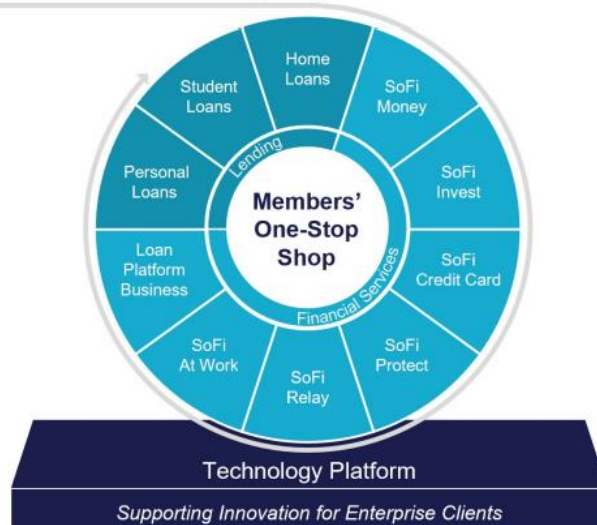 Home
Loans
SoFi
Money
SoFi
Invest
SoFi
Credit Card
SoFi
Protect
SoFi
Relay
SoFi
At Work
Loan
Platform
Business
Personal
Loans
Student
Loans
Lending
Members'
One-Stop
Shop
Financial Services
Technology Platform
Supporting Innovation for Enterprise Clients